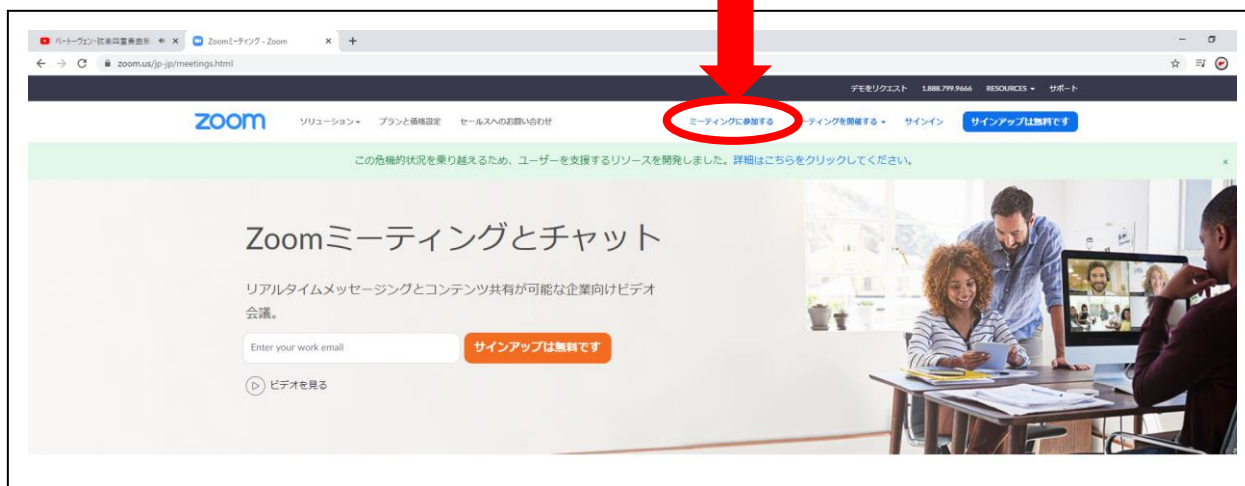 ベートーヴェン・弦楽四重奏曲
Zoomミーティング - Zoom
zoom.us/jp-jp/meetings.html
デモをリクエスト 1.888.799.9666 RESOURCES サポート
zoom ソリューション プランと価格設定 セールスへのお問い合わせ ミーティングに参加する ーティングを開催する サインイン サインアップは無料です
この危機的状況を乗り越えるため、ユーザーを支援するリソースを開発しました。詳細はこちらをクリックしてください。
Zoomミーティングとチャット
リアルタイムメッセージングとコンテンツ共有が可能な企業向けビデオ
会議。
Enter your work email サインアップは無料です
ビデオを見る